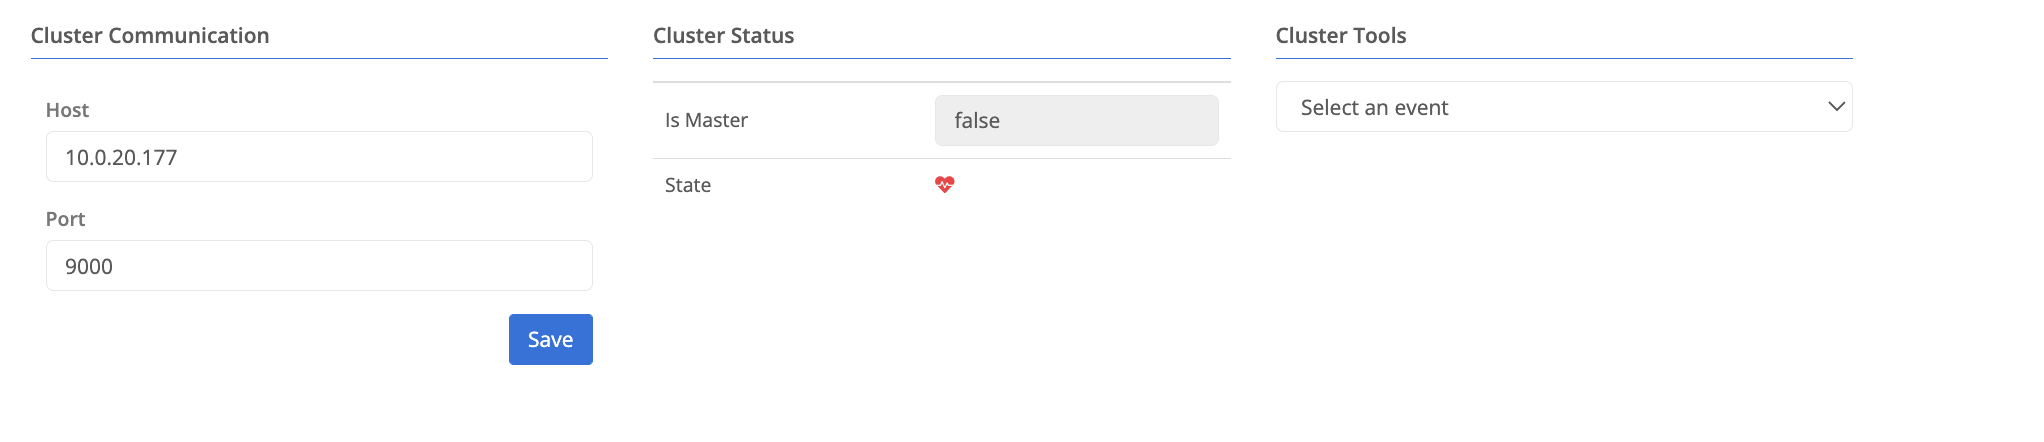 Cluster Communication
Host
10.0.20.177
Port
9000
Save
Cluster Status
Is Master
false
State
Cluster Tools
Select an event